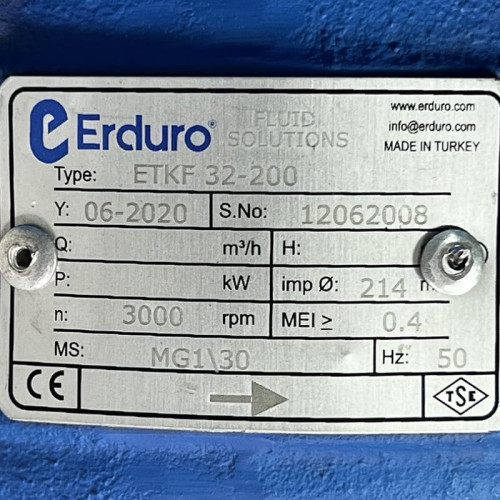 Erduro® FLUID SOLUTIONS
www.erduro.com
info@erduro.com
MADE IN TURKEY
Type: ETKF 32-200
Y: 06-2020 S.No: 12062008
Q: m³/h H:
P: kW imp Ø: 214
n: 3000 rpm MEI ≥ 0.4
MS: MG1\30 Hz: 50
CE TSE